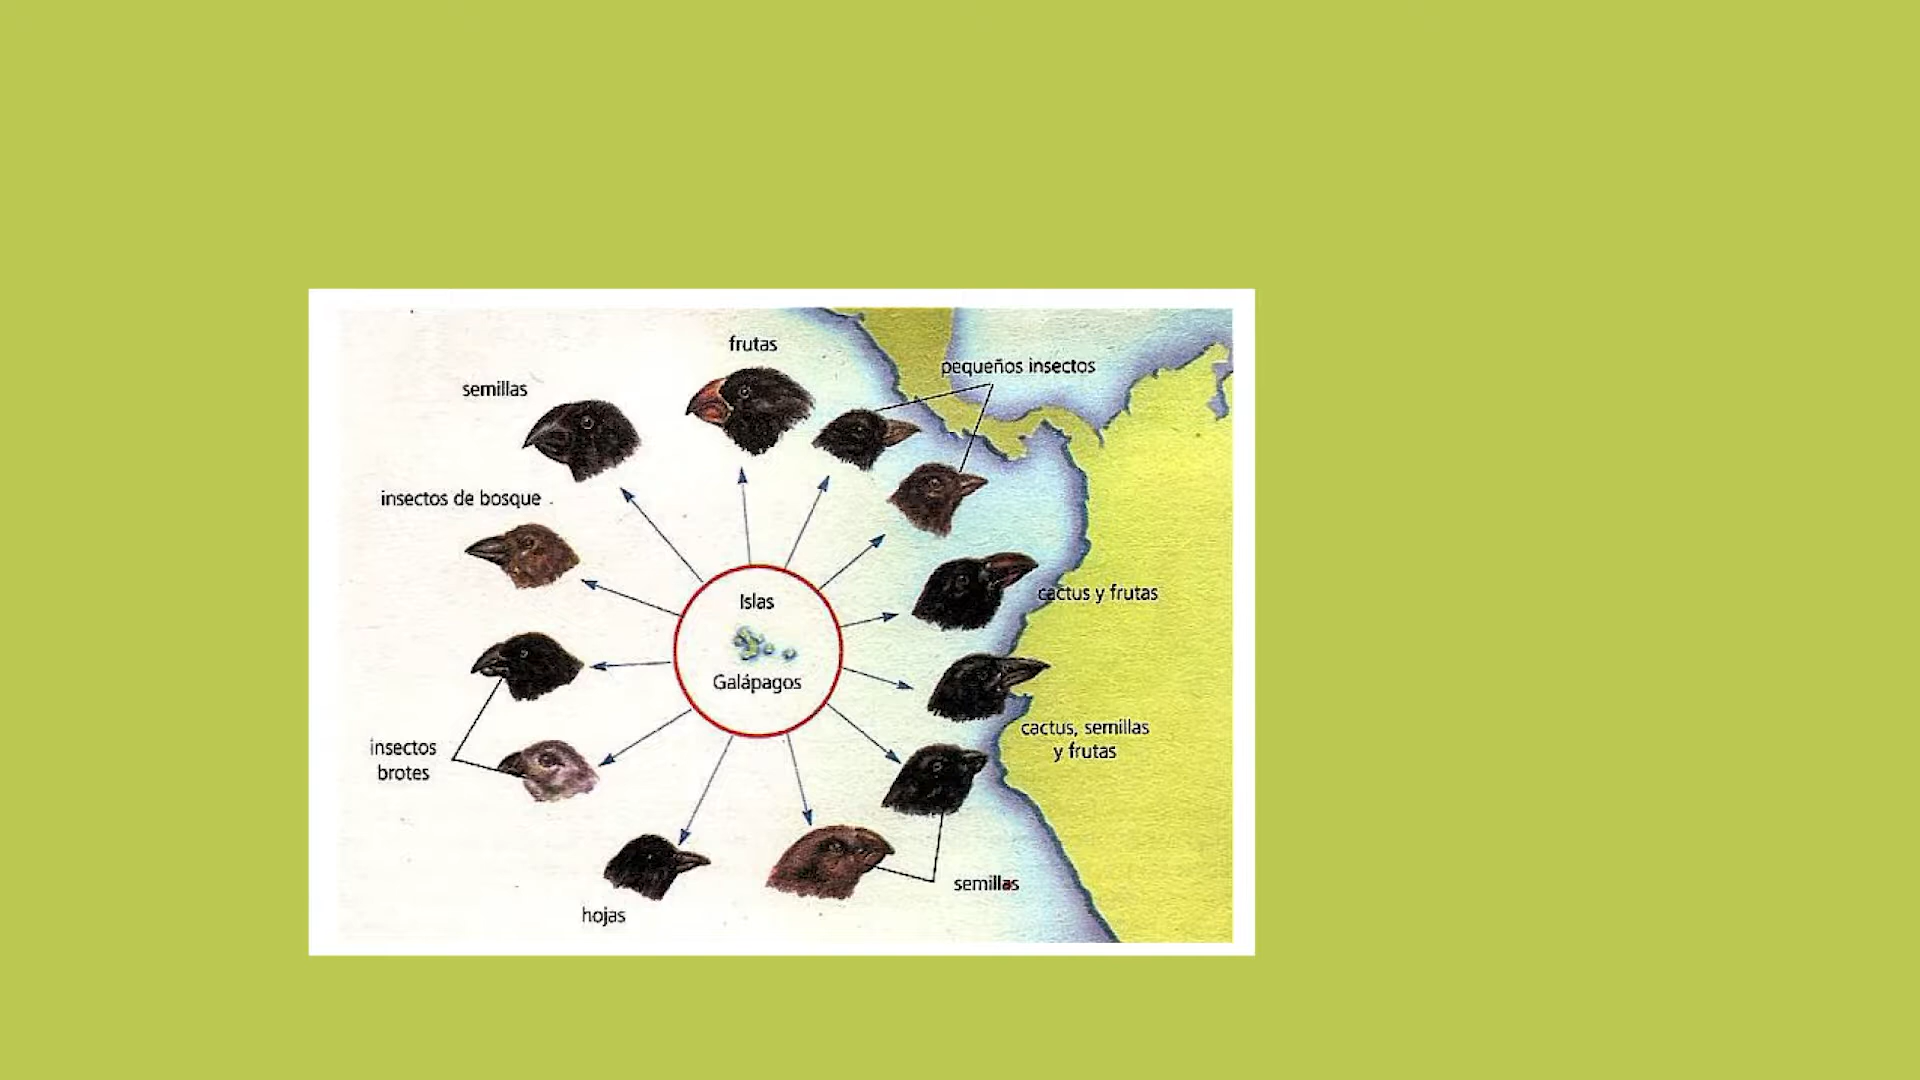 frutas
pequeños insectos
semillas
insectos de bosque
cactus y frutas
Islas
Galápagos
cactus, semillas
y frutas
insectos
brotes
semillas
hojas